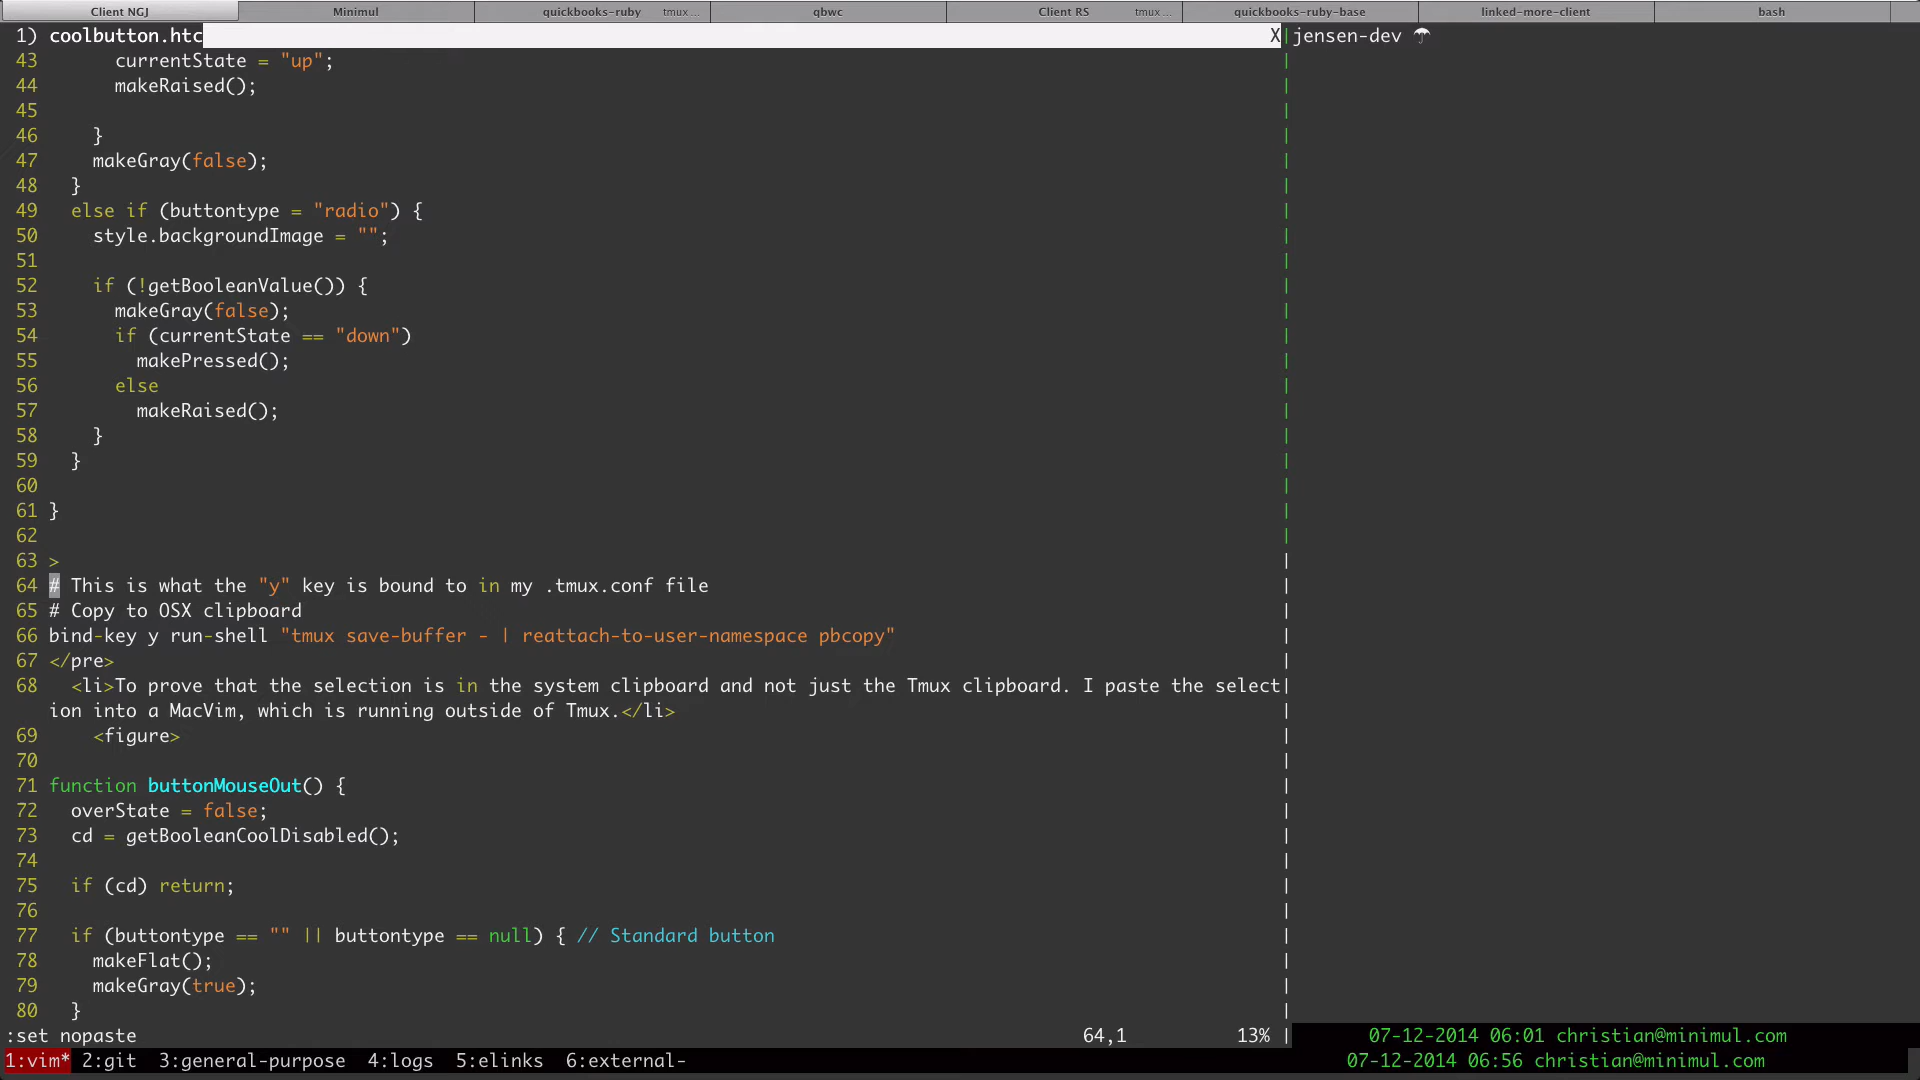 Client NGJ Minimul quickbooks-ruby tmux ... qbwc Client RS tmux ... quickbooks-ruby-base linked-more-client bash
1) coolbutton.htc X|jensen-dev ☂
43 currentState = "up";
44 makeRaised();
45
46 }
47 makeGray(false);
48 }
49 else if (buttontype = "radio") {
50 style.backgroundImage = "";
51
52 if (!getBooleanValue()) {
53 makeGray(false);
54 if (currentState == "down")
55 makePressed();
56 else
57 makeRaised();
58 }
59 }
60
61 }
62
63 >
64 # This is what the "y" key is bound to in my .tmux.conf file
65 # Copy to OSX clipboard
66 bind-key y run-shell "tmux save-buffer - | reattach-to-user-namespace pbcopy"
67 </pre>
68 <li>To prove that the selection is in the system clipboard and not just the Tmux clipboard. I paste the select
ion into a MacVim, which is running outside of Tmux.</li>
69 <figure>
70
71 function buttonMouseOut() {
72 overState = false;
73 cd = getBooleanCoolDisabled();
74
75 if (cd) return;
76
77 if (buttontype == "" || buttontype == null) { // Standard button
78 makeFlat();
79 makeGray(true);
80 }
:set nopaste 64,1 13% 07-12-2014 06:01 christian@minimul.com
1:vim* 2:git 3:general-purpose 4:logs 5:elinks 6:external- 07-12-2014 06:56 christian@minimul.com